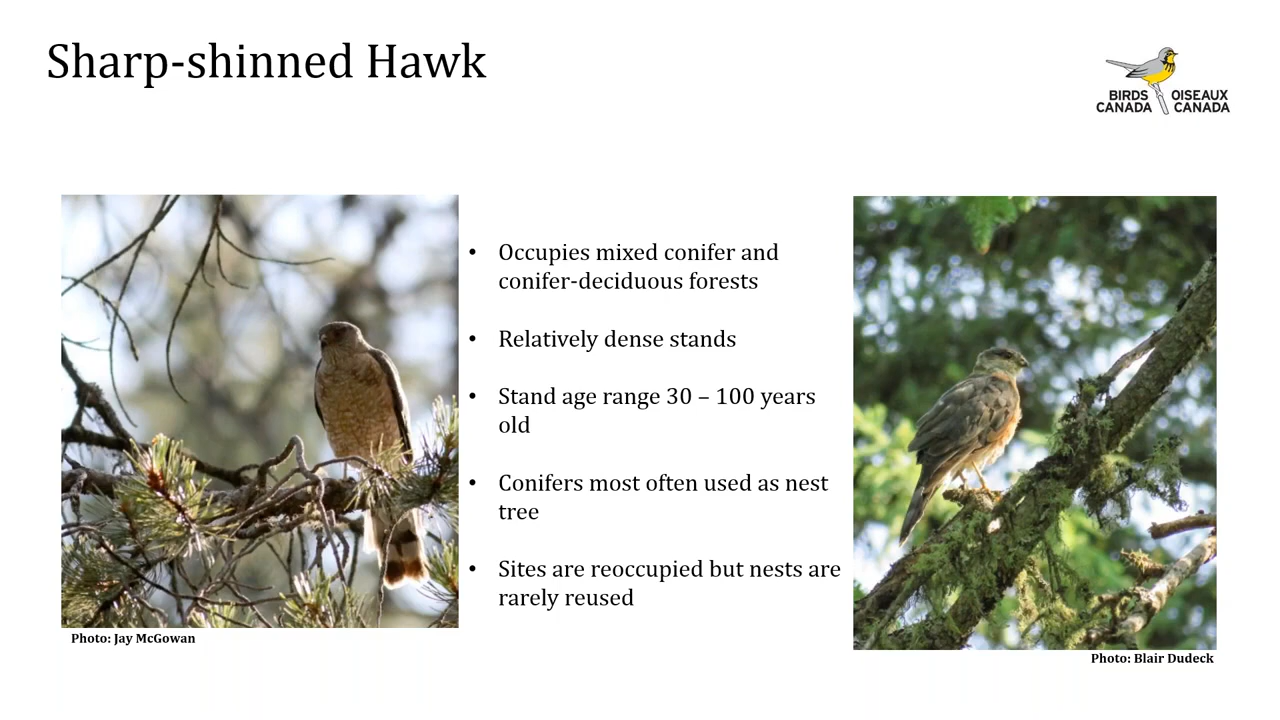 Sharp-shinned Hawk
BIRDS CANADA
OISEAUX CANADA
• Occupies mixed conifer and
conifer-deciduous forests
• Relatively dense stands
• Stand age range 30 – 100 years
old
• Conifers most often used as nest
tree
• Sites are reoccupied but nests are
rarely reused
Photo: Jay McGowan
Photo: Blair Dudeck